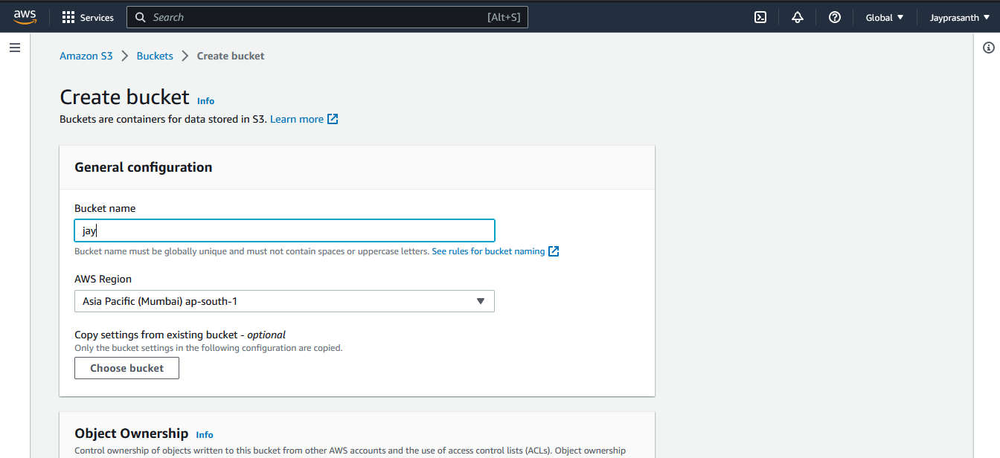 aws Services Search [Alt+S] Global Jayprasanth
Amazon S3 Buckets Create bucket
Create bucket Info
Buckets are containers for data stored in S3. Learn more
General configuration
Bucket name
jay
Bucket name must be globally unique and must not contain spaces or uppercase letters. See rules for bucket naming
AWS Region
Asia Pacific (Mumbai) ap-south-1
Copy settings from existing bucket - optional
Only the bucket settings in the following configuration are copied.
Choose bucket
Object Ownership Info
Control ownership of objects written to this bucket from other AWS accounts and the use of access control lists (ACLs). Object ownership